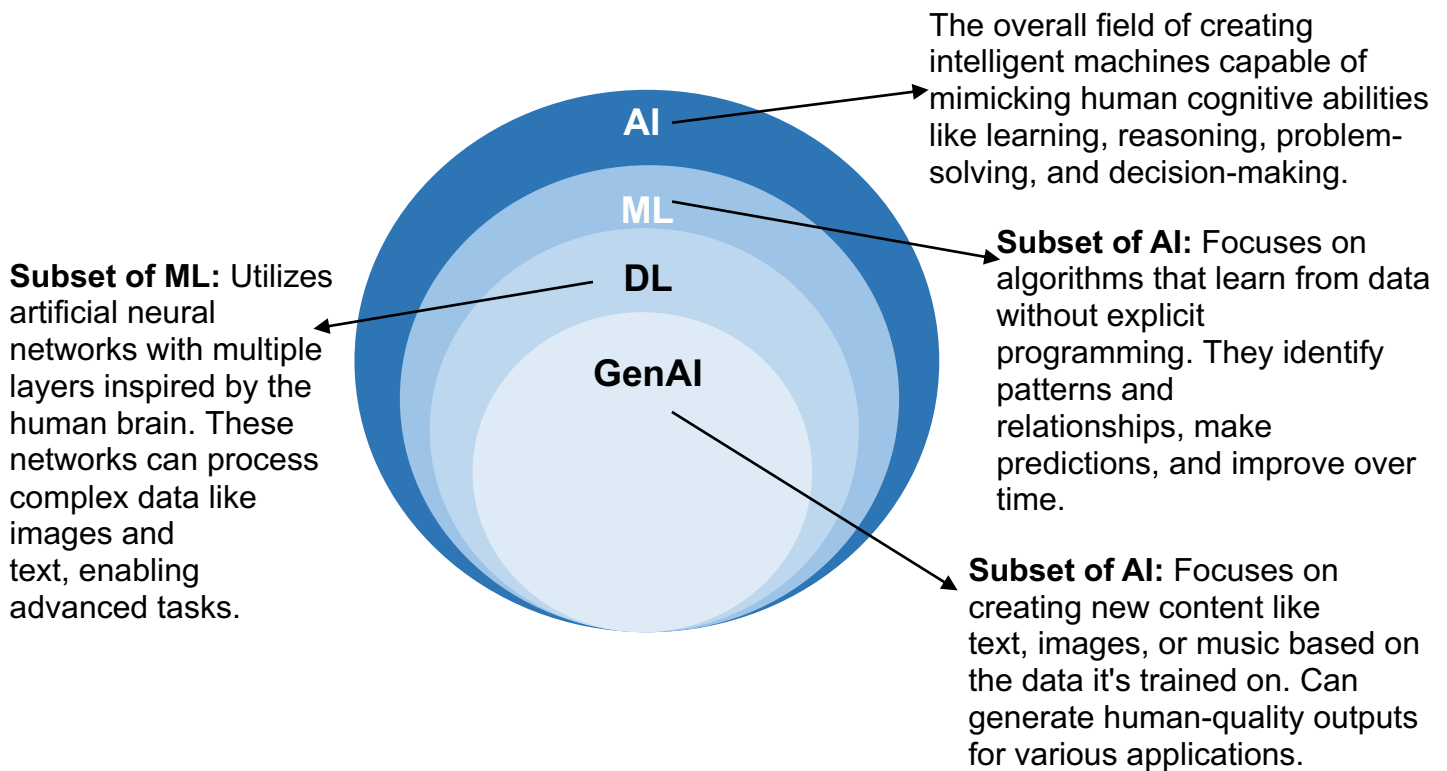 The overall field of creating
intelligent machines capable of
mimicking human cognitive abilities
like learning, reasoning, problem-
solving, and decision-making.
AI
ML
DL
GenAI
Subset of AI: Focuses on
algorithms that learn from data
without explicit
programming. They identify
patterns and
relationships, make
predictions, and improve over
time.
Subset of ML: Utilizes
artificial neural
networks with multiple
layers inspired by the
human brain. These
networks can process
complex data like
images and
text, enabling
advanced tasks.
Subset of AI: Focuses on
creating new content like
text, images, or music based on
the data it's trained on. Can
generate human-quality outputs
for various applications.